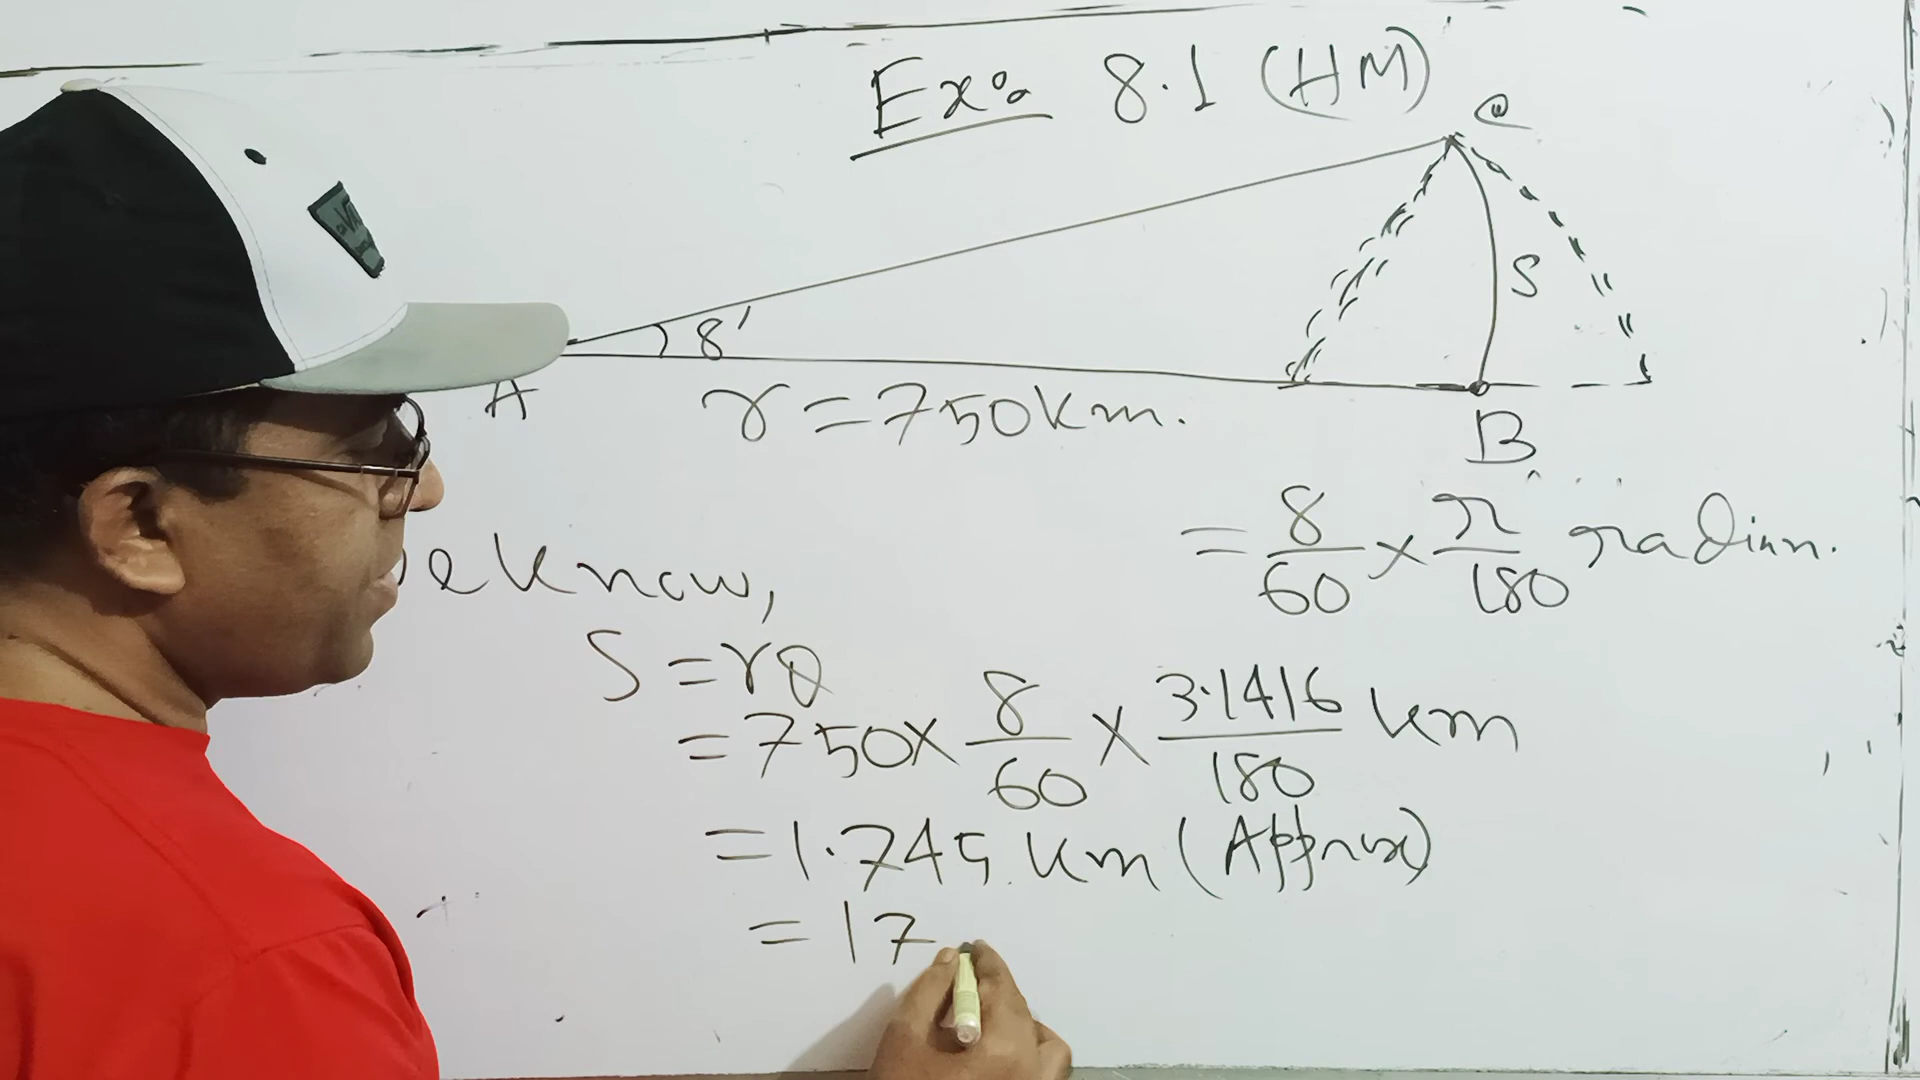 Ex: 8.1 (HM)
C
S
8′
A
r = 750km.
B
= 8/60 × π/180 radian.
We know,
S = rθ
= 750 × 8/60 × 3.1416/180 km
= 1.745 km (Approx)
= 17